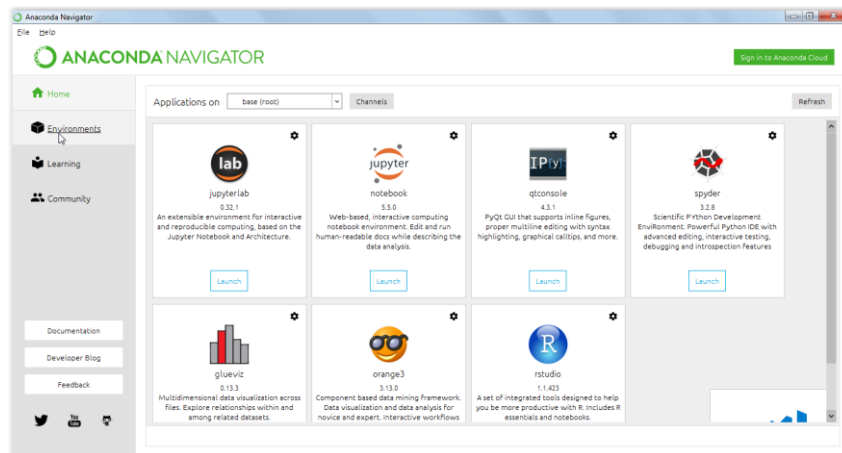 Anaconda Navigator
File Help
ANACONDA NAVIGATOR
Sign in to Anaconda Cloud
Home
Environments
Learning
Community
Documentation
Developer Blog
Feedback
You
Tube
Applications on base (root) Channels Refresh
lab
jupyterlab
0.32.1
An extensible environment for interactive
and reproducible computing, based on the
Jupyter Notebook and Architecture.
Launch
jupyter
notebook
5.5.0
Web-based, interactive computing
notebook environment. Edit and run
human-readable docs while describing the
data analysis.
Launch
IP[y]:
qtconsole
4.3.1
PyQt GUI that supports inline figures,
proper multiline editing with syntax
highlighting, graphical calltips, and more.
Launch
spyder
3.2.8
Scientific PYthon Development
EnviRonment. Powerful Python IDE with
advanced editing, interactive testing,
debugging and introspection features
Launch
glueviz
0.13.3
Multidimensional data visualization across
files. Explore relationships within and
among related datasets.
orange3
3.13.0
Component based data mining framework.
Data visualization and data analysis for
novice and expert. Interactive workflows
R
rstudio
1.1.423
A set of integrated tools designed to help
you be more productive with R. Includes R
essentials and notebooks.